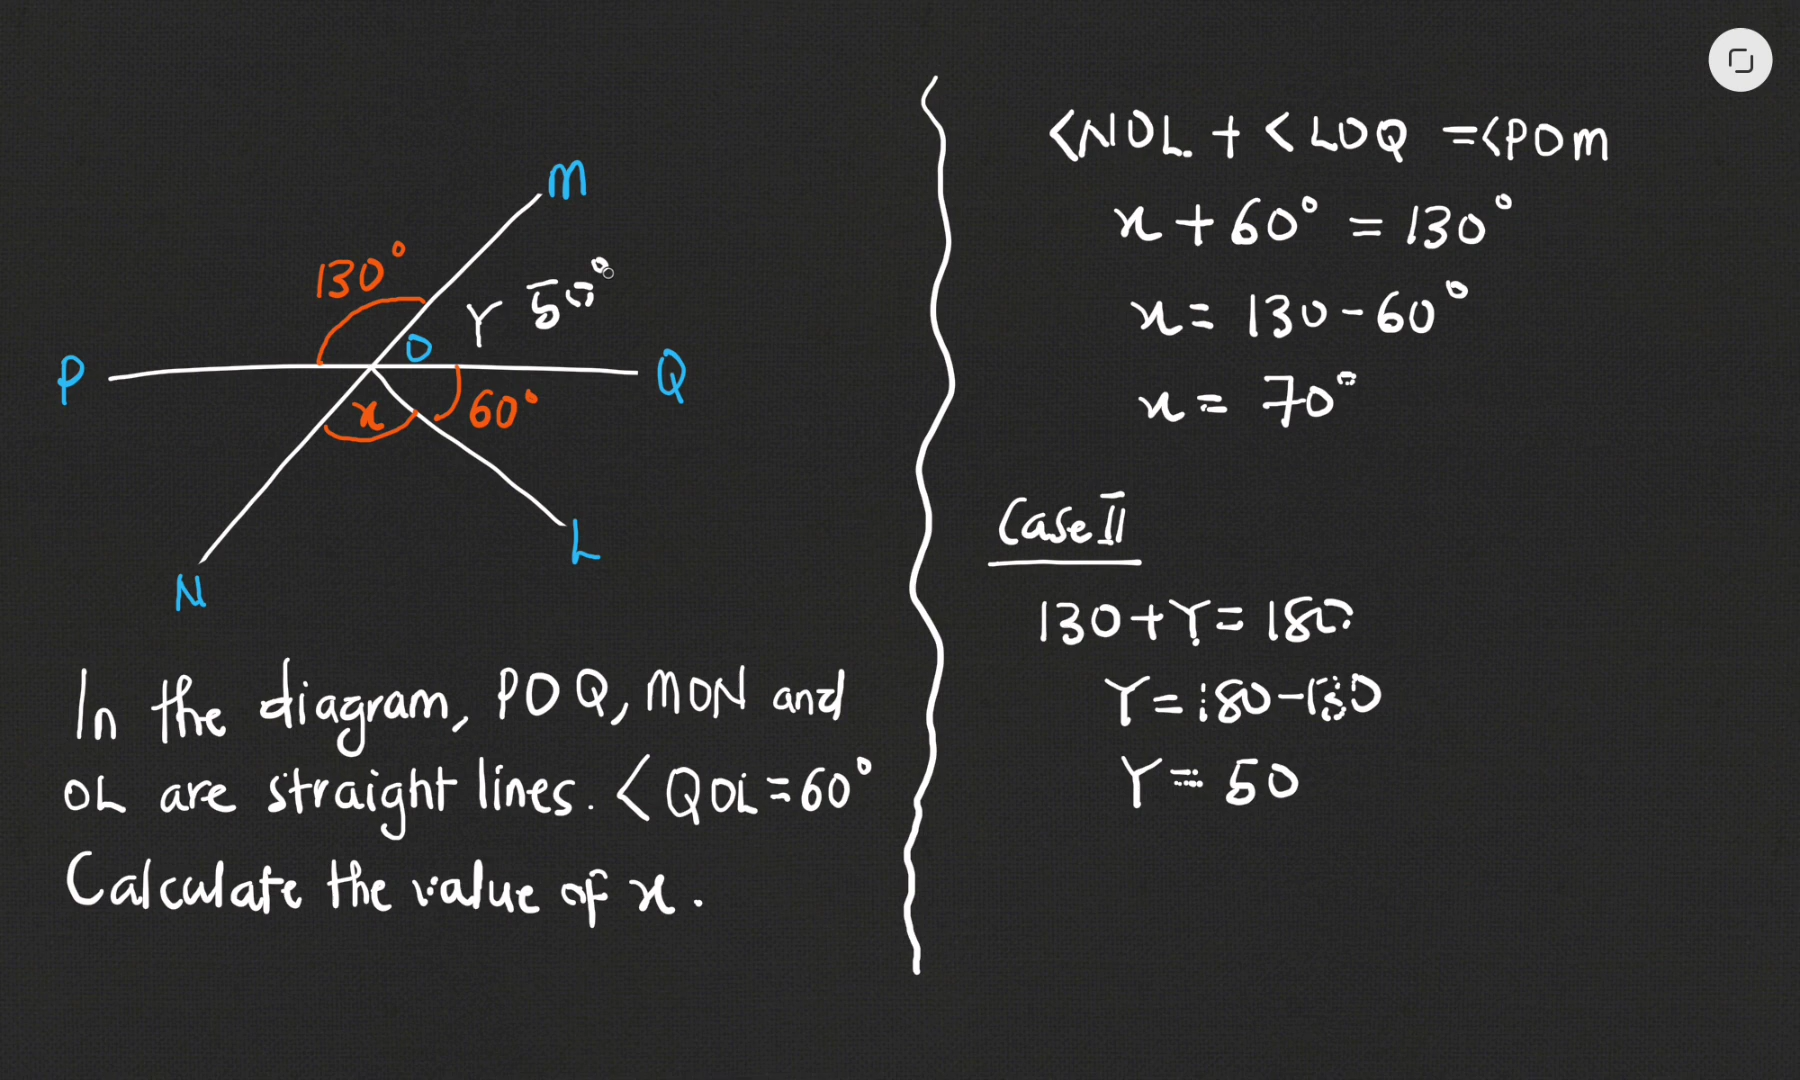 M
130°
Y 50°
O
P
Q
x
60°
N
L
In the diagram, POQ, MON and
OL are straight lines. <QOL=60°
Calculate the value of x.
<NOL + <LOQ =<POM
x + 60° = 130°
x = 130-60°
x = 70°
Case II
130+Y= 180
Y=180-130
Y= 50